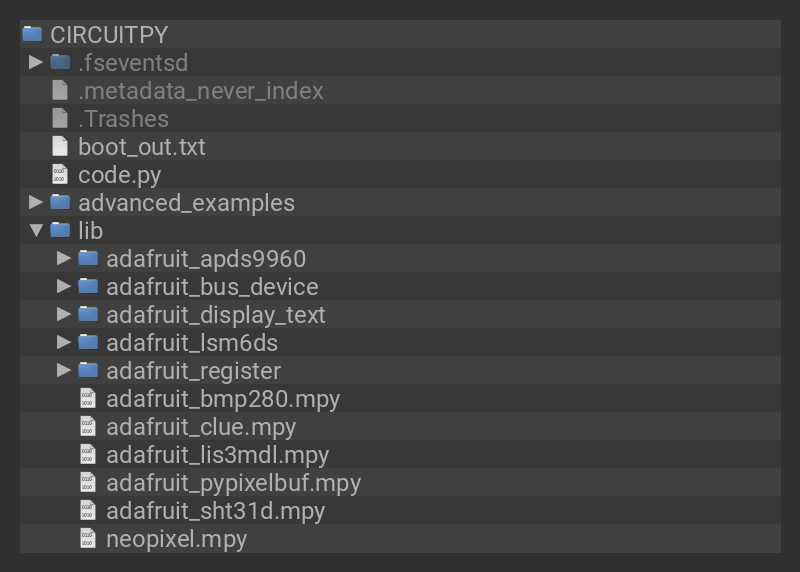 CIRCUITPY
.fseventsd
.metadata_never_index
.Trashes
boot_out.txt
code.py
advanced_examples
lib
adafruit_apds9960
adafruit_bus_device
adafruit_display_text
adafruit_lsm6ds
adafruit_register
adafruit_bmp280.mpy
adafruit_clue.mpy
adafruit_lis3mdl.mpy
adafruit_pypixelbuf.mpy
adafruit_sht31d.mpy
neopixel.mpy